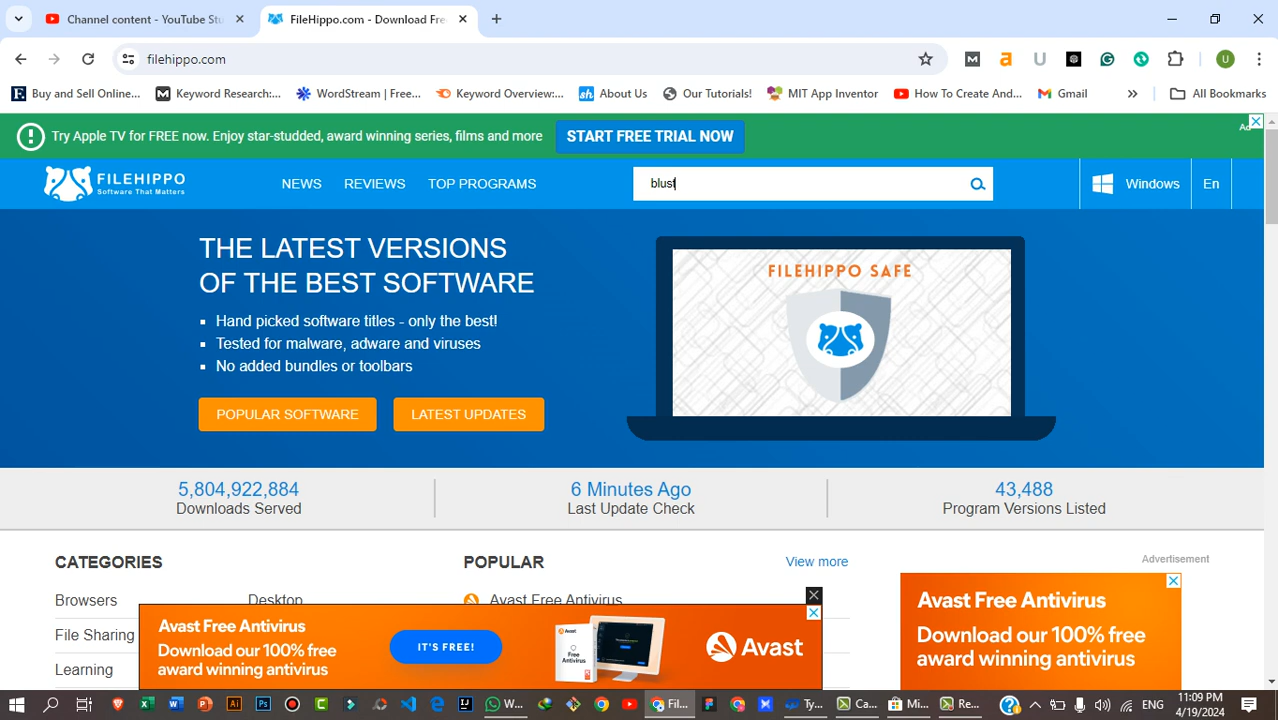 Channel content - YouTube Stu
FileHippo.com - Download Free
filehippo.com
U
Buy and Sell Online...
Keyword Research:...
WordStream | Free...
Keyword Overview:...
About Us
Our Tutorials!
MIT App Inventor
How To Create And...
Gmail
»
All Bookmarks
Try Apple TV for FREE now. Enjoy star-studded, award winning series, films and more
START FREE TRIAL NOW
Ad
FILEHIPPO
Software That Matters
NEWS
REVIEWS
TOP PROGRAMS
blust
Windows
En
THE LATEST VERSIONS
OF THE BEST SOFTWARE
Hand picked software titles - only the best!
Tested for malware, adware and viruses
No added bundles or toolbars
POPULAR SOFTWARE
LATEST UPDATES
FILEHIPPO SAFE
5,804,922,884
Downloads Served
6 Minutes Ago
Last Update Check
43,488
Program Versions Listed
CATEGORIES
POPULAR
View more
Advertisement
Browsers
Desktop
Avast Free Antivirus
File Sharing
Learning
Avast Free Antivirus
Download our 100% free
award winning antivirus
IT'S FREE!
Avast
Avast Free Antivirus
Download our 100% free
award winning antivirus
W...
Fil...
Ty...
Ca...
Mi...
Re...
ENG
11:09 PM
4/19/2024